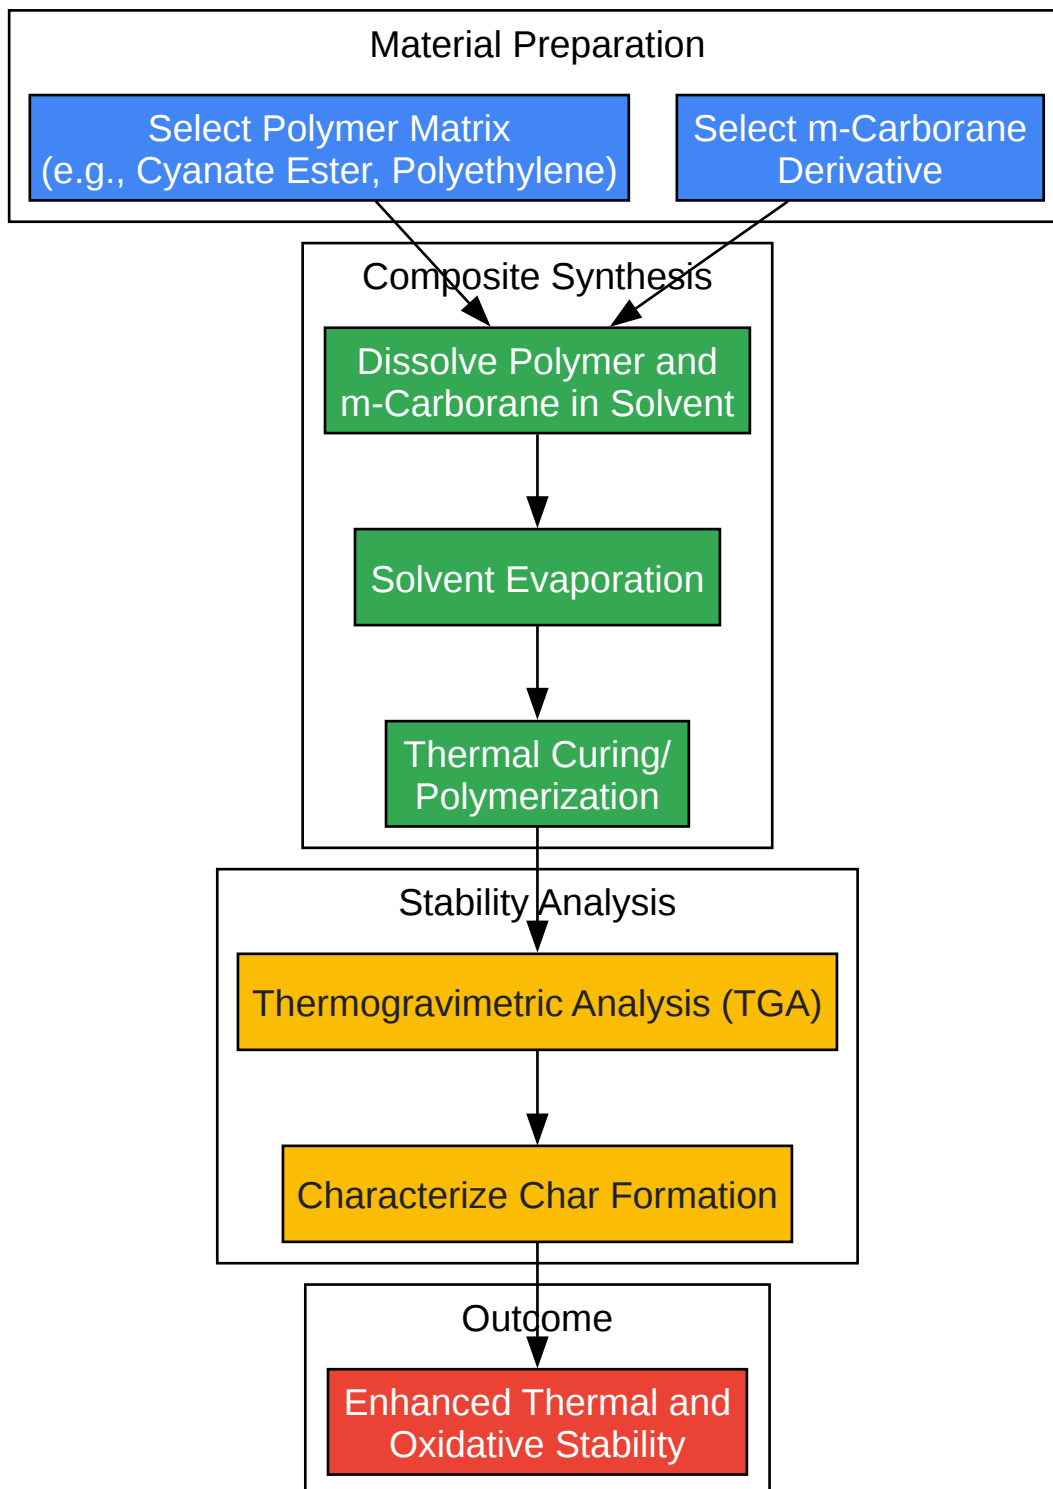 Material Preparation
Select Polymer Matrix
(e.g., Cyanate Ester, Polyethylene)
Select m-Carborane
Derivative
Composite Synthesis
Dissolve Polymer and
m-Carborane in Solvent
Solvent Evaporation
Thermal Curing/
Polymerization
Stability Analysis
Thermogravimetric Analysis (TGA)
Characterize Char Formation
Outcome
Enhanced Thermal and
Oxidative Stability